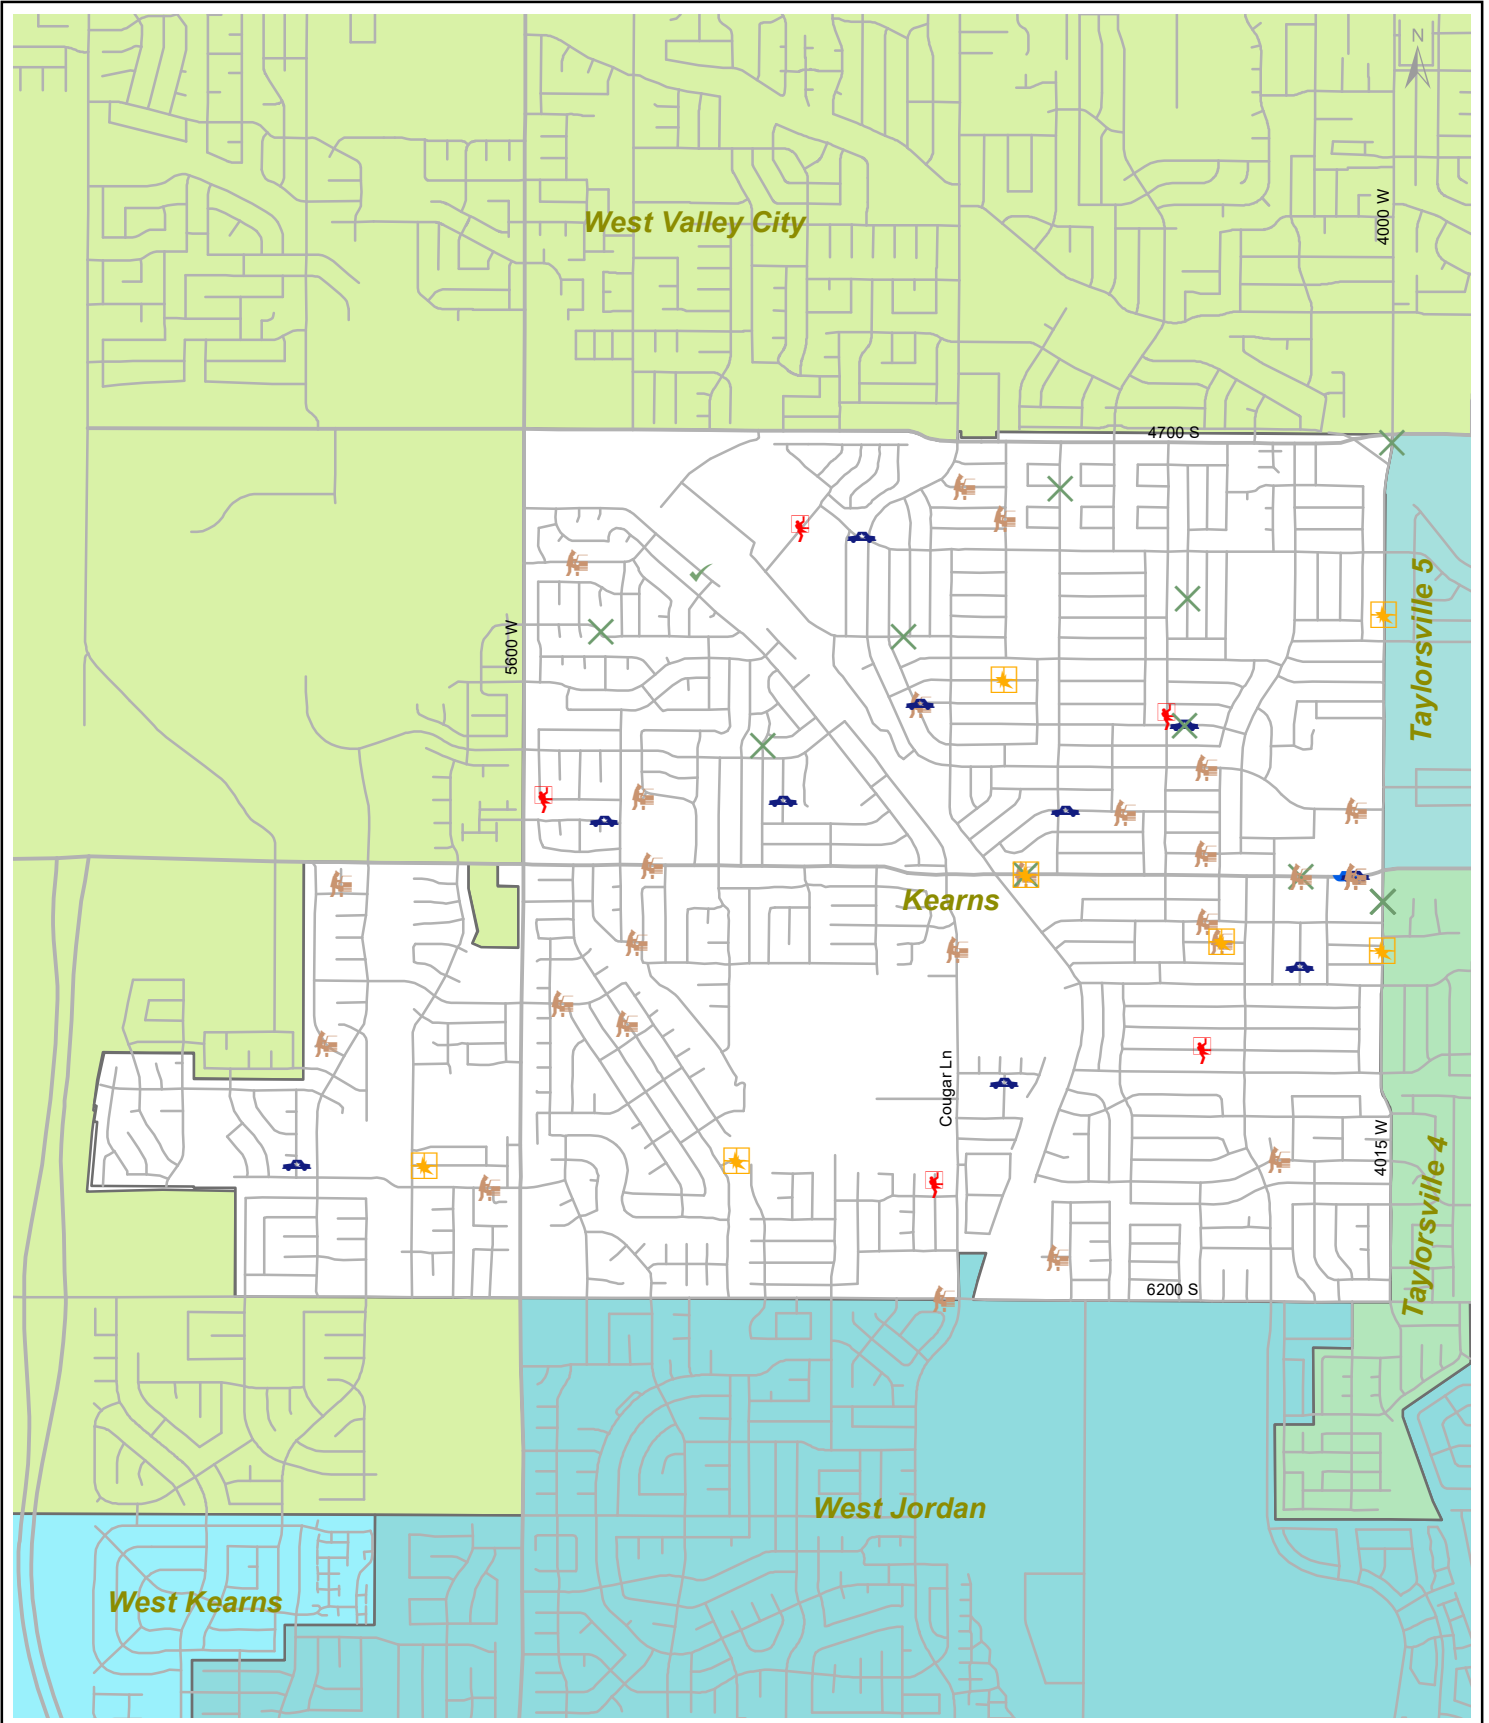 N
4000 W
West Valley City
4700 S
Taylorsville 5
5600 W
Kearns
Cougar Ln
4015 W
Taylorsville 4
6200 S
West Jordan
West Kearns